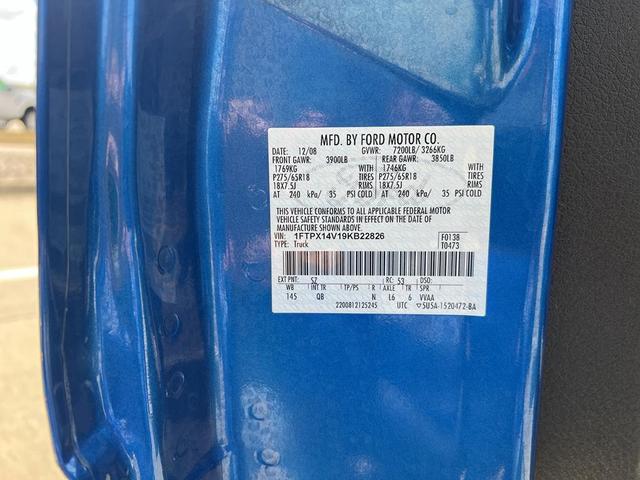 MFD. BY FORD MOTOR CO.
DATE: 12/08 GVWR: 7200LB/ 3266KG
FRONT GAWR: 3900LB REAR GAWR: 3850LB
1769KG WITH 1746KG WITH
P275/65R18 TIRES P275/65R18 TIRES
18X7.5J RIMS 18X7.5J RIMS
AT 240 kPa/ 35 PSI COLD AT 240 kPa/ 35 PSI COLD
THIS VEHICLE CONFORMS TO ALL APPLICABLE FEDERAL MOTOR
VEHICLE SAFETY STANDARDS IN EFFECT ON THE DATE OF
MANUFACTURE SHOWN ABOVE.
VIN: 1FTPX14V19KB22826 F0138
TYPE: Truck T0473
EXT PNT: SZ RC: 53 DSO:
WB INT TR TP/PS R AXLE TR SPR
145 QB N L6 6 VVAA
2200812125245 UTC ▽5U5A-1520472-BA